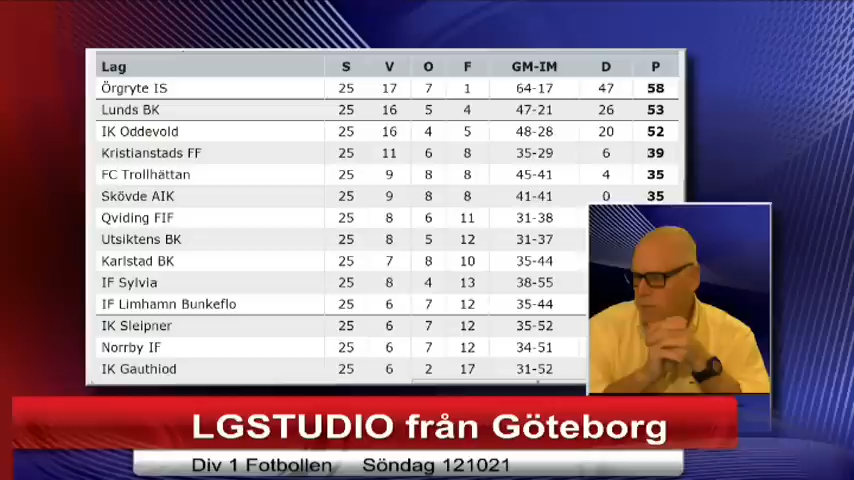 Lag S V O F GM-IM D P
Örgryte IS 25 17 7 1 64-17 47 58
Lunds BK 25 16 5 4 47-21 26 53
IK Oddevold 25 16 4 5 48-28 20 52
Kristianstads FF 25 11 6 8 35-29 6 39
FC Trollhättan 25 9 8 8 45-41 4 35
Skövde AIK 25 9 8 8 41-41 0 35
Qviding FIF 25 8 6 11 31-38
Utsiktens BK 25 8 5 12 31-37
Karlstad BK 25 7 8 10 35-44
IF Sylvia 25 8 4 13 38-55
IF Limhamn Bunkeflo 25 6 7 12 35-44
IK Sleipner 25 6 7 12 35-52
Norrby IF 25 6 7 12 34-51
IK Gauthiod 25 6 2 17 31-52
LGSTUDIO från Göteborg
Div 1 Fotbollen Söndag 121021